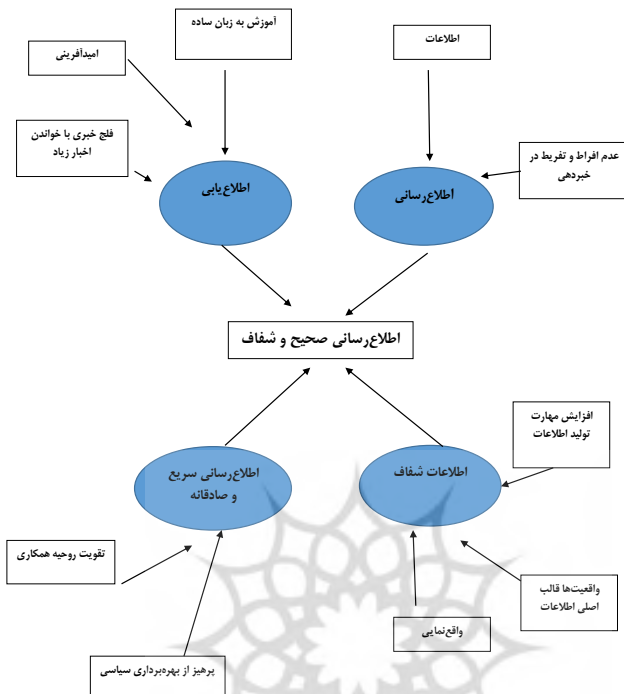 آموزش به زبان ساده
اطلاعات
امیدآفرینی
فلج خبری با خواندن
اخبار زیاد
عدم افراط و تفریط در
خبردهی
اطلاع‌یابی
اطلاع‌رسانی
اطلاع‌رسانی صحیح و شفاف
افزایش مهارت
تولید اطلاعات
اطلاعات شفاف
اطلاع‌رسانی سریع
و صادقانه
تقویت روحیه همکاری
واقعیت‌ها قالب
اصلی اطلاعات
واقع‌نمایی
پرهیز از بهره‌برداری سیاسی